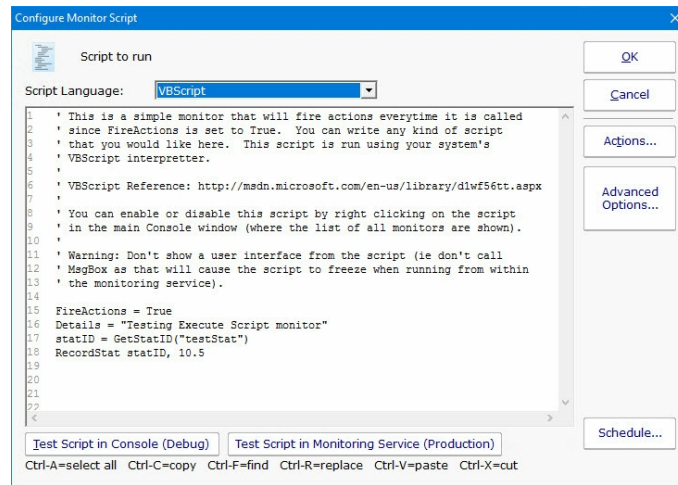 Configure Monitor Script
Script to run
OK
Script Language:
VBScript
Cancel
1 ' This is a simple monitor that will fire actions everytime it is called
2 ' since FireActions is set to True.  You can write any kind of script
3 ' that you would like here.  This script is run using your system's
4 ' VBScript interpretter.
5 '
6 ' VBScript Reference: http://msdn.microsoft.com/en-us/library/d1wf56tt.aspx
7 '
8 ' You can enable or disable this script by right clicking on the script
9 ' in the main Console window (where the list of all monitors are shown).
10 '
11 ' Warning: Don't show a user interface from the script (ie don't call
12 ' MsgBox as that will cause the script to freeze when running from within
13 ' the monitoring service).
14
15 FireActions = True
16 Details = "Testing Execute Script monitor"
17 statID = GetStatID("testStat")
18 RecordStat statID, 10.5
19
20
21
22
Actions...
Advanced
Options...
Schedule...
Test Script in Console (Debug)
Test Script in Monitoring Service (Production)
Ctrl-A=select all  Ctrl-C=copy  Ctrl-F=find  Ctrl-R=replace  Ctrl-V=paste  Ctrl-X=cut